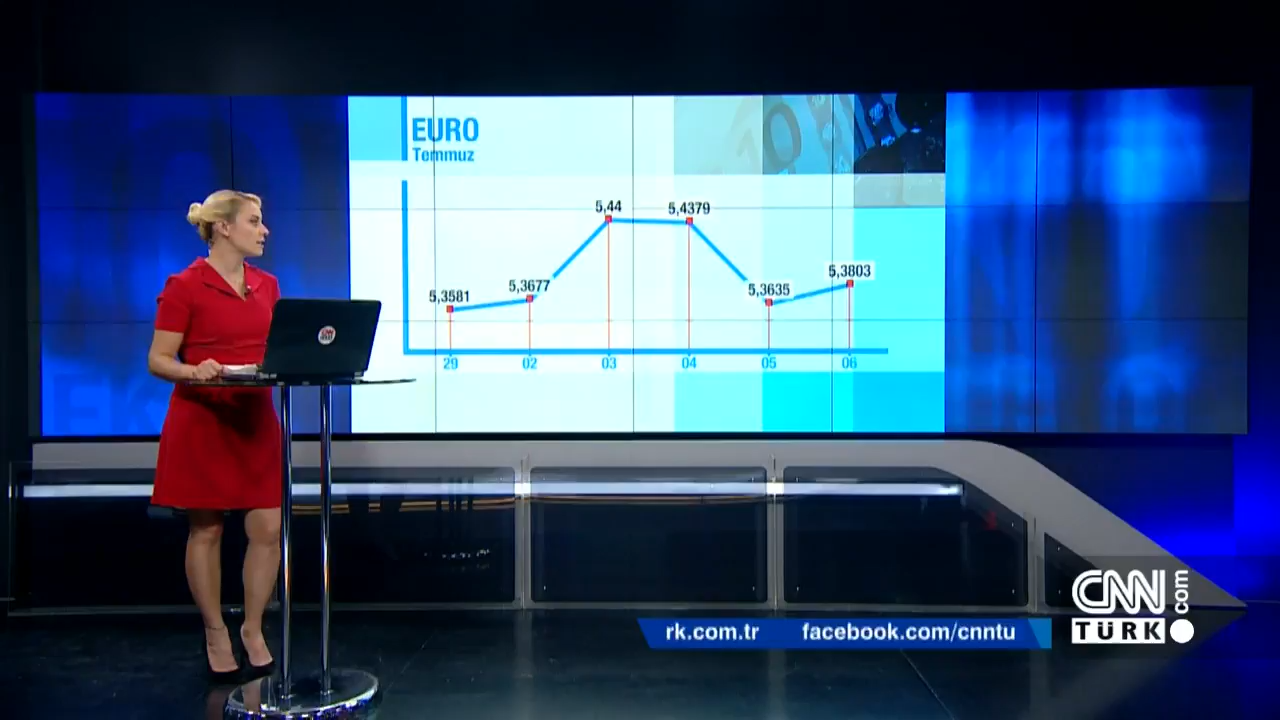 EURO
Temmuz
5,3581
5,3677
5,44
5,4379
5,3635
5,3803
29 02 03 04 05 06
CNN
rk.com.tr facebook.com/cnntu
CNN
TÜRK
.com